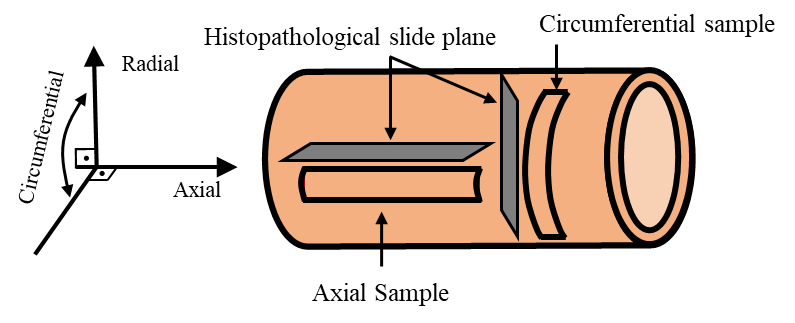 Circumferential sample
Histopathological slide plane
Radial
Circumferential
Axial
Axial Sample